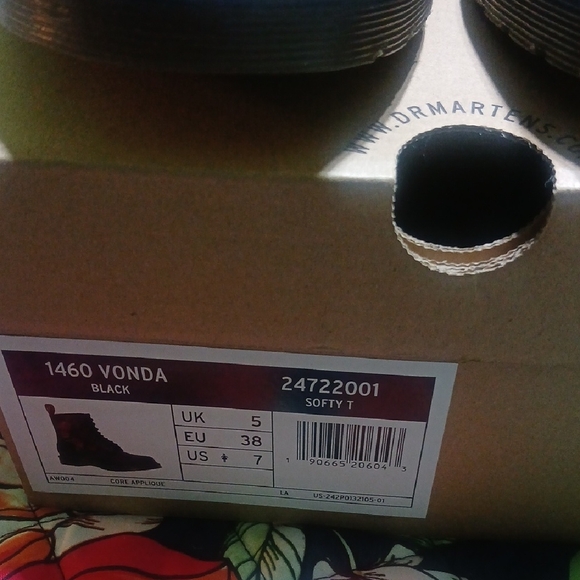 WWW.DRMARTENS.CO
1460 VONDA
BLACK
24722001
SOFTY T
UK 5
EU 38
US 7
1 90665 20604 3
AW004 CORE APPLIQUE
LA US-Z42P0132105-01